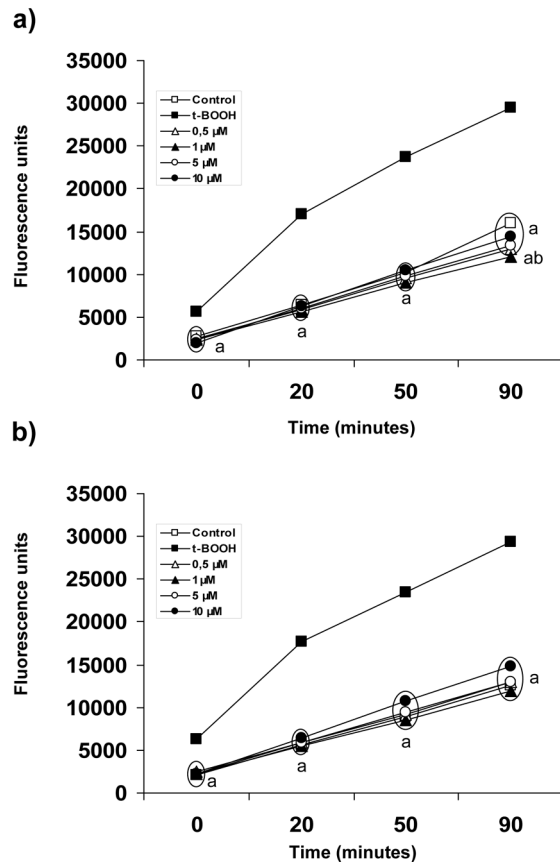 a)
35000
30000
25000
20000
15000
10000
5000
0
Fluorescence units
Control
t-BOOH
0,5 µM
1 µM
5 µM
10 µM
a
a
a
a
ab
0 20 50 90
Time (minutes)
b)
35000
30000
25000
20000
15000
10000
5000
0
Fluorescence units
Control
t-BOOH
0,5 µM
1 µM
5 µM
10 µM
a
a
a
a
0 20 50 90
Time (minutes)